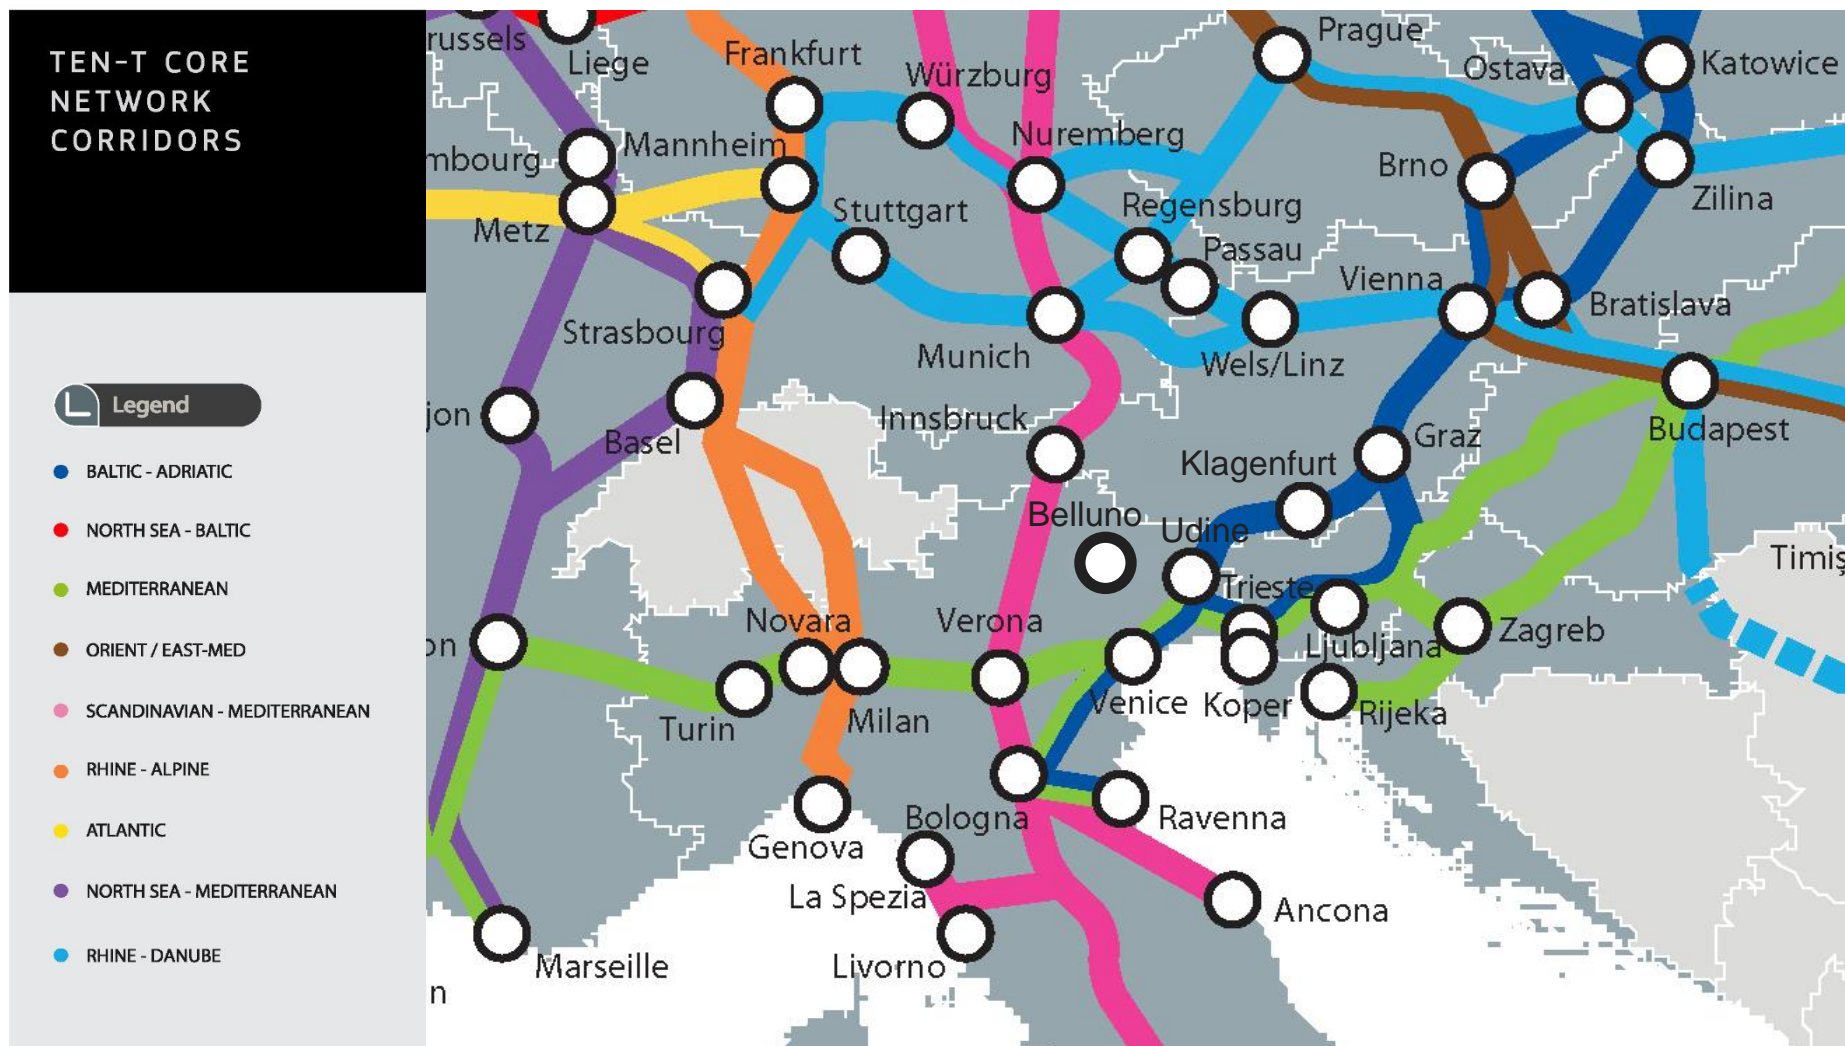 TEN-T CORE
NETWORK
CORRIDORS
Legend
BALTIC - ADRIATIC
NORTH SEA - BALTIC
MEDITERRANEAN
ORIENT / EAST-MED
SCANDINAVIAN - MEDITERRANEAN
RHINE - ALPINE
ATLANTIC
NORTH SEA - MEDITERRANEAN
RHINE - DANUBE
russels
Liege
Frankfurt
Würzburg
Prague
Ostava
Katowice
mbourg
Mannheim
Nuremberg
Brno
Zilina
Metz
Stuttgart
Regensburg
Passau
Vienna
Bratislava
Strasbourg
Munich
Wels/Linz
jon
Basel
Innsbruck
Graz
Budapest
Klagenfurt
Belluno
Udine
Timiş
Trieste
on
Novara
Verona
Ljubljana
Zagreb
Turin
Milan
Venice
Koper
Rijeka
Genova
Bologna
Ravenna
La Spezia
Ancona
Marseille
Livorno
n